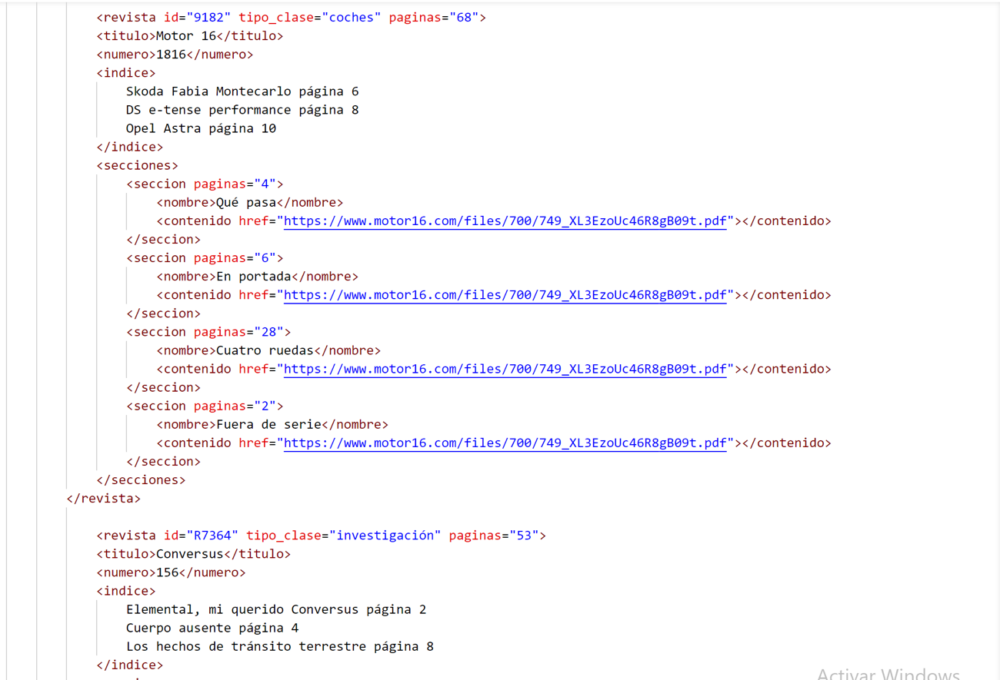 <revista id="9182" tipo_clase="coches" paginas="68">
<titulo>Motor 16</titulo>
<numero>1816</numero>
<indice>
Skoda Fabia Montecarlo página 6
DS e-tense performance página 8
Opel Astra página 10
</indice>
<secciones>
<seccion paginas="4">
<nombre>Qué pasa</nombre>
<contenido href="https://www.motor16.com/files/700/749_XL3EzoUc46R8gB09t.pdf"></contenido>
</seccion>
<seccion paginas="6">
<nombre>En portada</nombre>
<contenido href="https://www.motor16.com/files/700/749_XL3EzoUc46R8gB09t.pdf"></contenido>
</seccion>
<seccion paginas="28">
<nombre>Cuatro ruedas</nombre>
<contenido href="https://www.motor16.com/files/700/749_XL3EzoUc46R8gB09t.pdf"></contenido>
</seccion>
<seccion paginas="2">
<nombre>Fuera de serie</nombre>
<contenido href="https://www.motor16.com/files/700/749_XL3EzoUc46R8gB09t.pdf"></contenido>
</seccion>
</secciones>
</revista>
<revista id="R7364" tipo_clase="investigación" paginas="53">
<titulo>Conversus</titulo>
<numero>156</numero>
<indice>
Elemental, mi querido Conversus página 2
Cuerpo ausente página 4
Los hechos de tránsito terrestre página 8
</indice>
Activar Windows